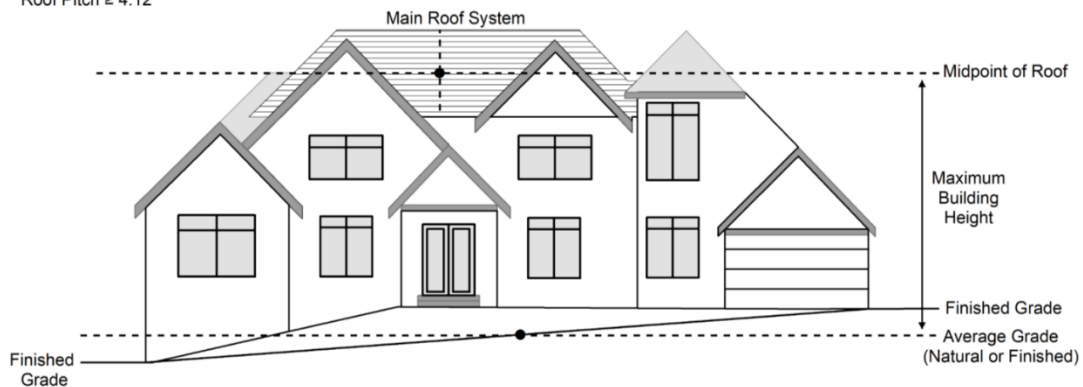 Roof Pitch ≥ 4:12
Main Roof System
Midpoint of Roof
Maximum
Building
Height
Finished Grade
Average Grade
(Natural or Finished)
Finished
Grade